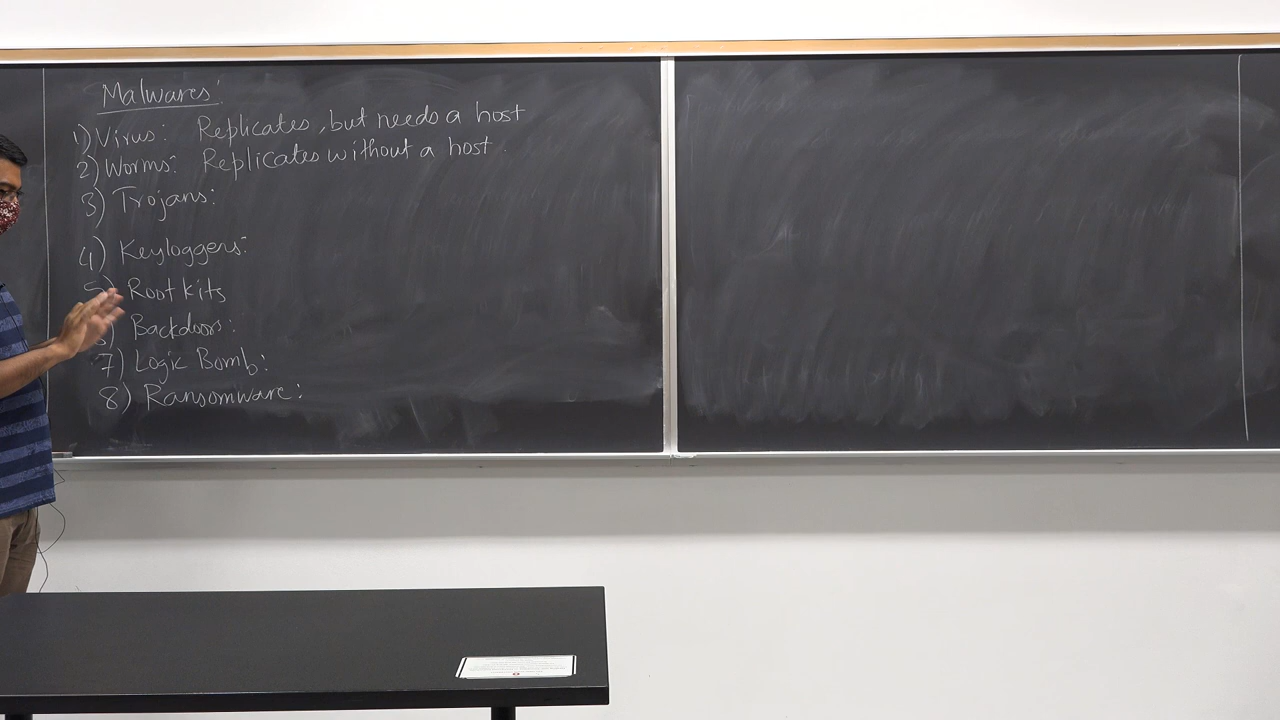 Malwares:
1) Virus: Replicates, but needs a host
2) Worms: Replicates without a host.
3) Trojans:
4) Keyloggers:
5) Root kits
6) Backdoors:
7) Logic Bomb:
8) Ransomware: